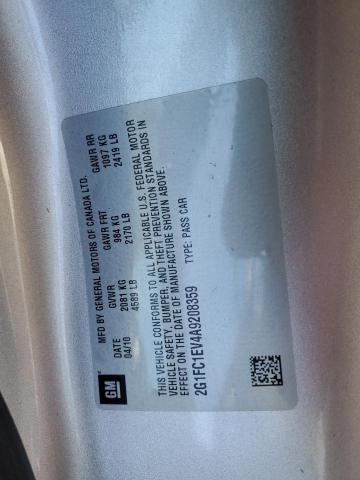 MFD BY GENERAL MOTORS OF CANADA LTD.
DATE GVWR GAWR FRT GAWR RR
04/10 2081 KG 984 KG 1097 KG
4589 LB 2170 LB 2419 LB
THIS VEHICLE CONFORMS TO ALL APPLICABLE U.S. FEDERAL MOTOR
VEHICLE SAFETY, BUMPER, AND THEFT PREVENTION STANDARDS IN
EFFECT ON THE DATE OF MANUFACTURE SHOWN ABOVE.
2G1FC1EV4A9208359 TYPE: PASS CAR
GM